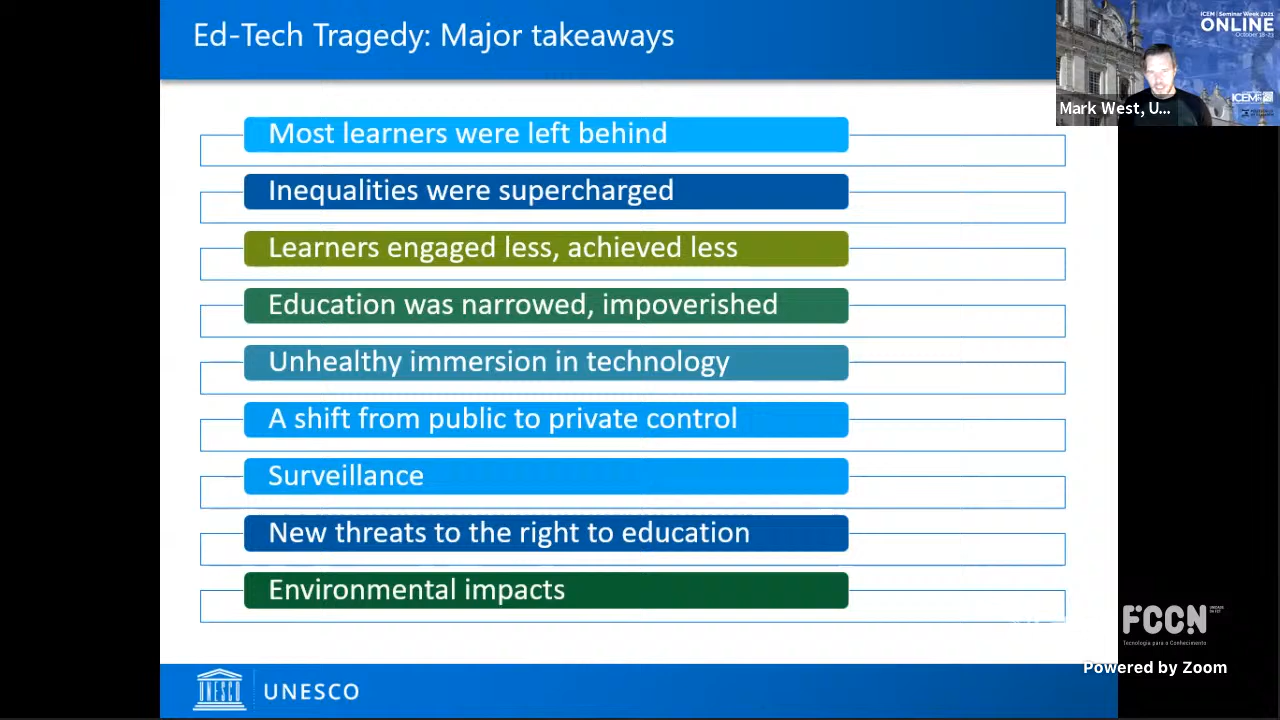 Ed-Tech Tragedy: Major takeaways
ICEM | Seminar Week 2021
ONLINE
October 18-23
ICEM
Mark West, U...
Most learners were left behind
Inequalities were supercharged
Learners engaged less, achieved less
Education was narrowed, impoverished
Unhealthy immersion in technology
A shift from public to private control
Surveillance
New threats to the right to education
Environmental impacts
FCCN
Tecnologia para o Conhecimento
Powered by Zoom
UNESCO
UNESCO